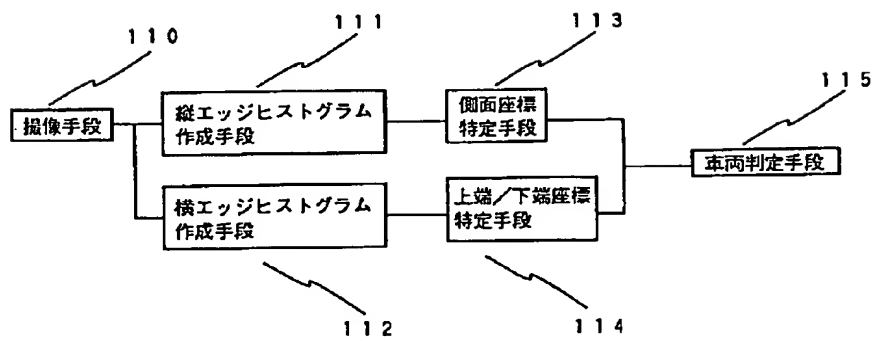 110
111
113
115
撮像手段
縦エッジヒストグラム
作成手段
側面座標
特定手段
車両判定手段
横エッジヒストグラム
作成手段
上端／下端座標
特定手段
112
114